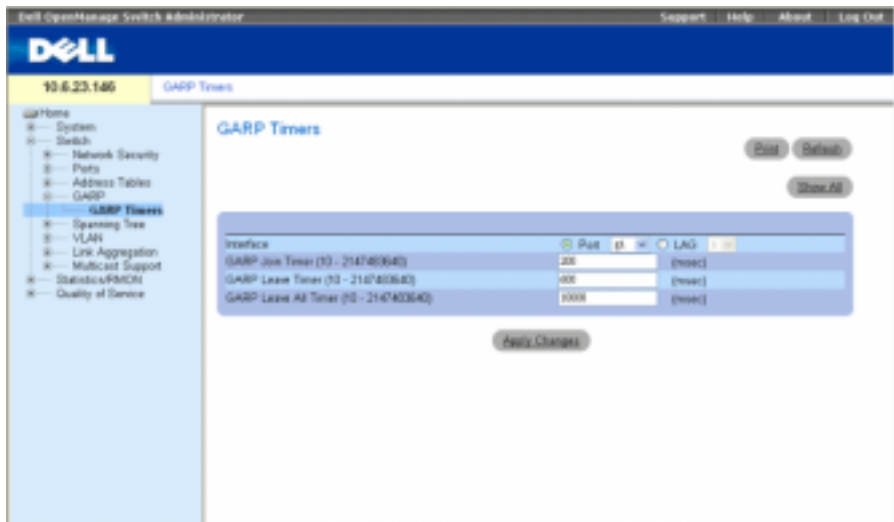 Dell OpenManage Switch Administrator Support Help About Log Out
DELL
10.6.23.146 GARP Timers
Home
System
Switch
Network Security
Ports
Address Tables
GARP
GARP Timers
Spanning Tree
VLAN
Link Aggregation
Multicast Support
Statistics/RMON
Quality of Service
GARP Timers
Print Refresh
Show All
Interface Port LAG
GARP Join Timer (10 - 2147483640) 200 (msec)
GARP Leave Timer (10 - 2147483640) 600 (msec)
GARP Leave All Timer (10 - 2147483640) 10000 (msec)
Apply Changes